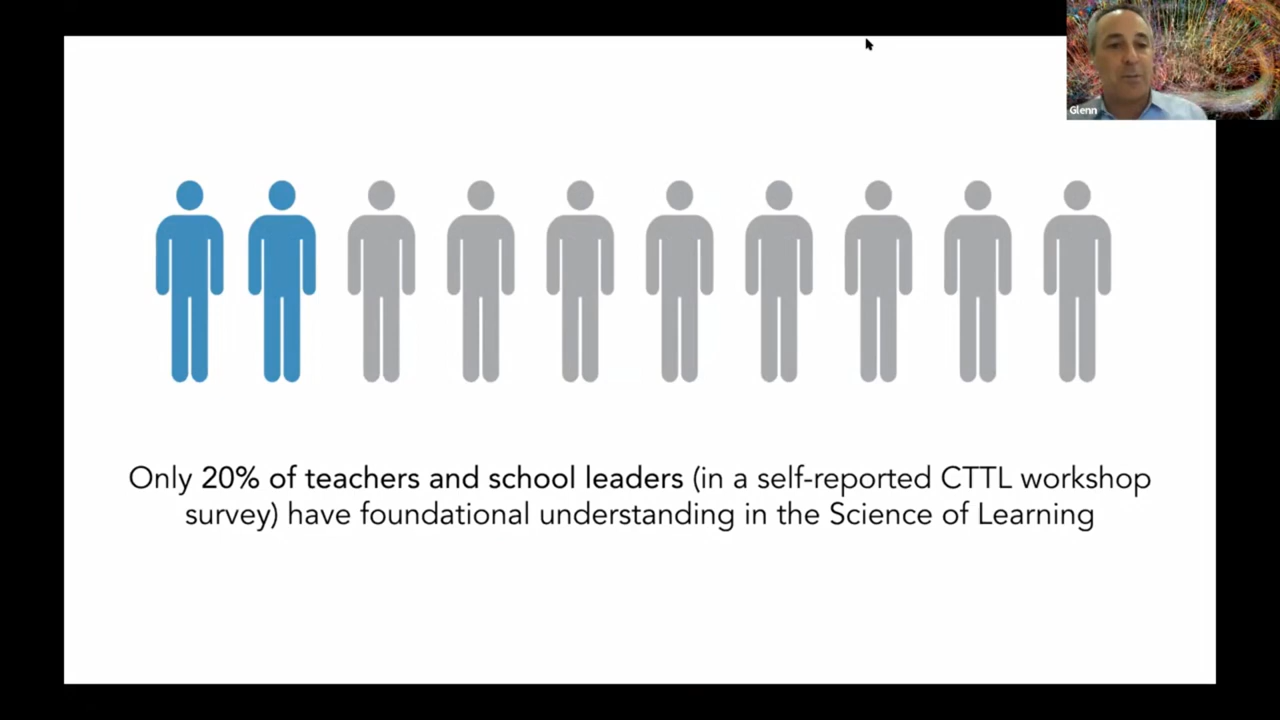 Glenn
Only 20% of teachers and school leaders (in a self-reported CTTL workshop
survey) have foundational understanding in the Science of Learning